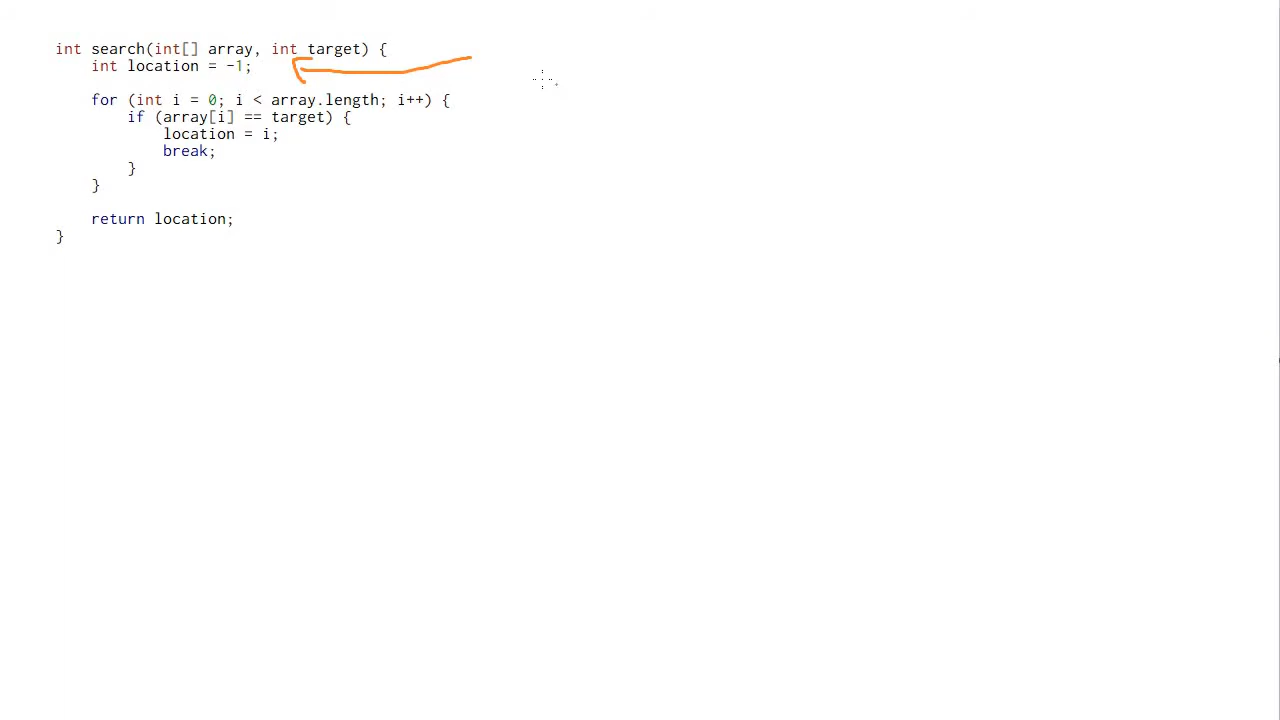 int search(int[] array, int target) {
    int location = -1;
    for (int i = 0; i < array.length; i++) {
        if (array[i] == target) {
            location = i;
            break;
        }
    }
    return location;
}